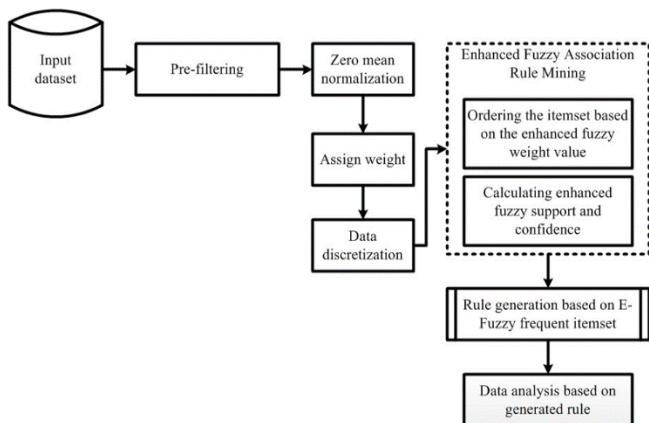 Input
dataset
Pre-filtering
Zero mean
normalization
Assign weight
Data
discretization
Enhanced Fuzzy Association
Rule Mining
Ordering the itemset based
on the enhanced fuzzy
weight value
Calculating enhanced
fuzzy support and
confidence
Rule generation based on E-
Fuzzy frequent itemset
Data analysis based on
generated rule